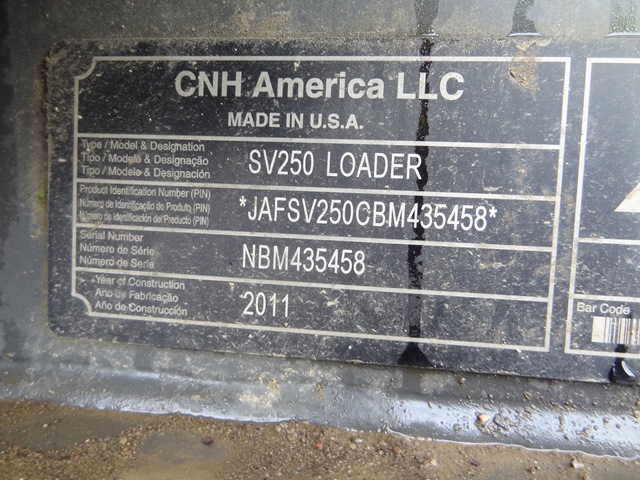 CNH America LLC
MADE IN U.S.A.
Type / Model & Designation
Tipo / Modelo & Designação
Tipo / Modele & Designation
SV250 LOADER
Product Identification Number (PIN)
Número de Identificação do Produto (PIN)
Número de Identificación del Producto (PIN)
*JAFSV250CBM435458*
Serial Number
Número de Série
Número de Serie
NBM435458
Year of Construction
Ano de Fabricação
Año de Construcción
2011
Bar Code